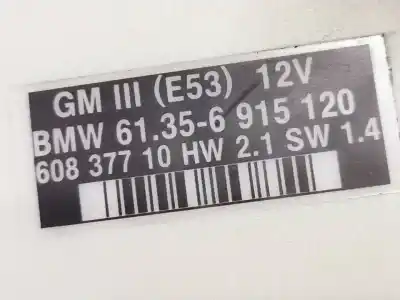 GM III (E53) 12V
BMW 61.35-6 915 120
608 377 10 HW 2.1 SW 1.4